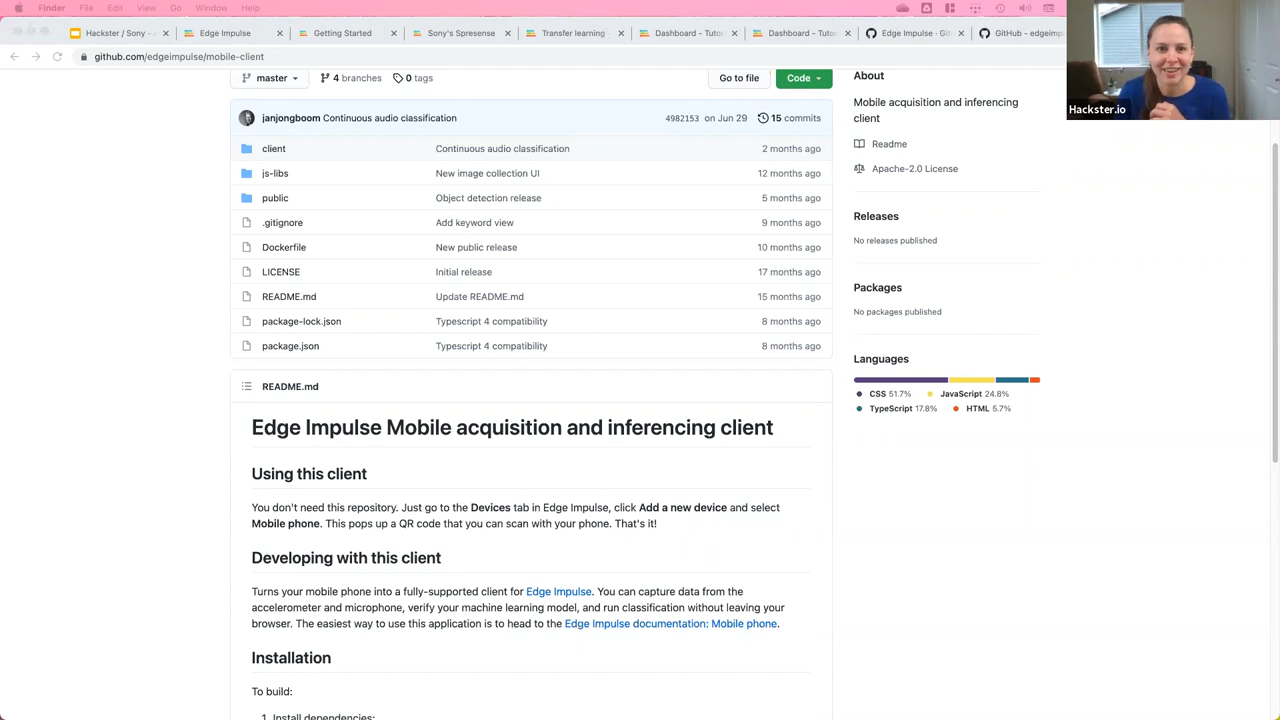 Finder File Edit View Go Window Help
Hackster / Sony -
Edge Impulse
Getting Started
Sony's Spresense
Transfer learning -
Dashboard - Tutor
Dashboard - Tutor
Edge Impulse · Git
GitHub - edgeimp
github.com/edgeimpulse/mobile-client
Hackster.io
master
4 branches
0 tags
Go to file
Code
janjongboom Continuous audio classification
4982153 on Jun 29
15 commits
client Continuous audio classification 2 months ago
js-libs New image collection UI 12 months ago
public Object detection release 5 months ago
.gitignore Add keyword view 9 months ago
Dockerfile New public release 10 months ago
LICENSE Initial release 17 months ago
README.md Update README.md 15 months ago
package-lock.json Typescript 4 compatibility 8 months ago
package.json Typescript 4 compatibility 8 months ago
README.md
Edge Impulse Mobile acquisition and inferencing client
Using this client
You don't need this repository. Just go to the Devices tab in Edge Impulse, click Add a new device and select
Mobile phone. This pops up a QR code that you can scan with your phone. That's it!
Developing with this client
Turns your mobile phone into a fully-supported client for Edge Impulse. You can capture data from the
accelerometer and microphone, verify your machine learning model, and run classification without leaving your
browser. The easiest way to use this application is to head to the Edge Impulse documentation: Mobile phone.
Installation
To build:
1. Install dependencies:
About
Mobile acquisition and inferencing
client
Readme
Apache-2.0 License
Releases
No releases published
Packages
No packages published
Languages
CSS 51.7% JavaScript 24.8%
TypeScript 17.8% HTML 5.7%